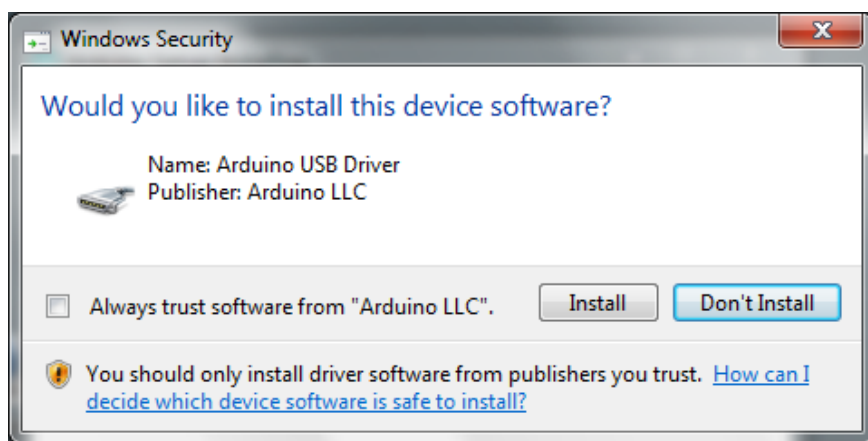 Windows Security
Would you like to install this device software?
Name: Arduino USB Driver
Publisher: Arduino LLC
Always trust software from "Arduino LLC".
Install
Don't Install
You should only install driver software from publishers you trust. How can I
decide which device software is safe to install?